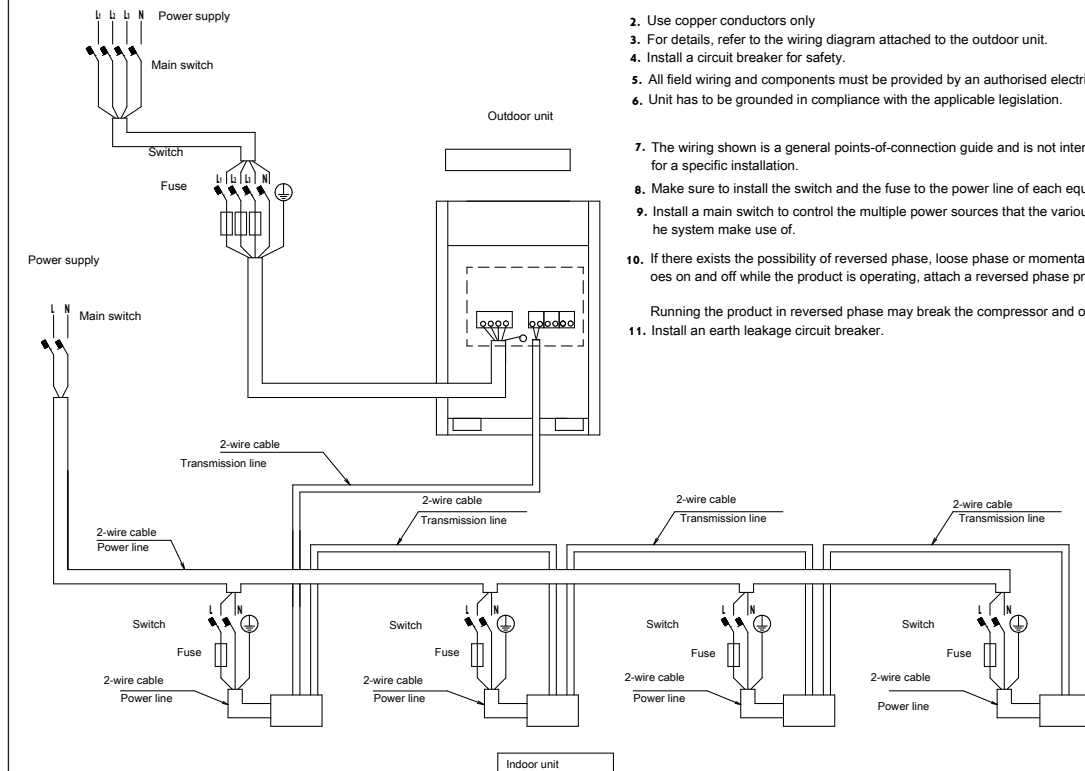 L1 L2 L3 N Power supply
Main switch
Switch
Fuse
L1 L2 L3 N
Outdoor unit
2. Use copper conductors only
3. For details, refer to the wiring diagram attached to the outdoor unit.
4. Install a circuit breaker for safety.
5. All field wiring and components must be provided by an authorised electri
6. Unit has to be grounded in compliance with the applicable legislation.
7. The wiring shown is a general points-of-connection guide and is not inter
for a specific installation.
8. Make sure to install the switch and the fuse to the power line of each equ
9. Install a main switch to control the multiple power sources that the variou
he system make use of.
10. If there exists the possibility of reversed phase, loose phase or momenta
oes on and off while the product is operating, attach a reversed phase pr
Running the product in reversed phase may break the compressor and o
11. Install an earth leakage circuit breaker.
Power supply
L N Main switch
2-wire cable
Transmission line
2-wire cable
Transmission line
2-wire cable
Transmission line
2-wire cable
Transmission line
2-wire cable
Power line
L N
Switch
Fuse
2-wire cable
Power line
L N
Switch
Fuse
2-wire cable
Power line
L N
Switch
Fuse
2-wire cable
Power line
L N
Switch
Fuse
2-wire cable
Power line
Indoor unit